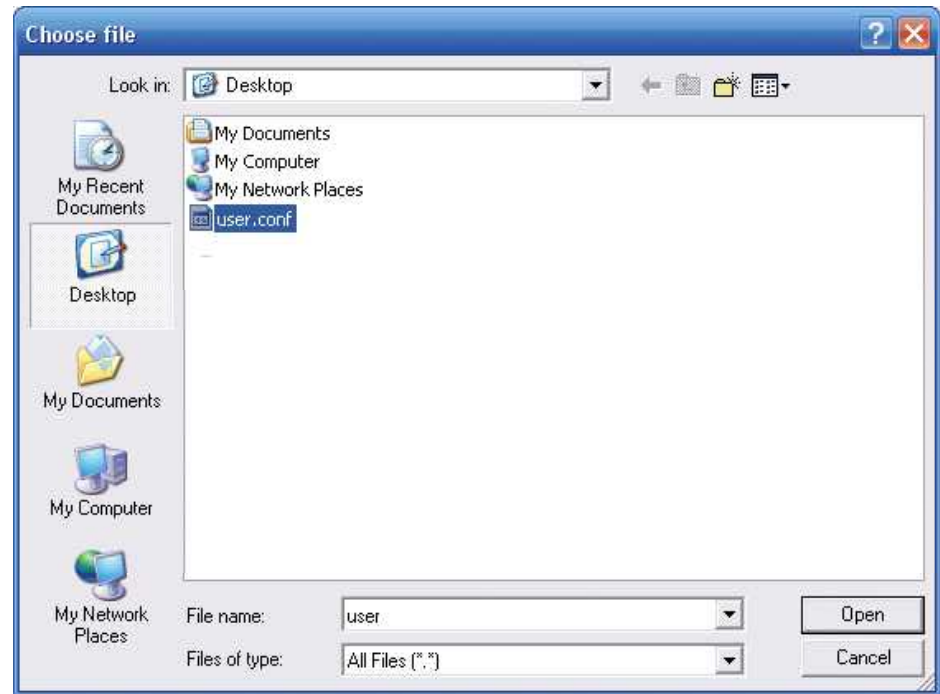 Choose file
Look in:
Desktop
My Recent
Documents
Desktop
My Documents
My Computer
My Network
Places
My Documents
My Computer
My Network Places
user.conf
File name:
user
Open
Files of type:
All Files (*.*)
Cancel